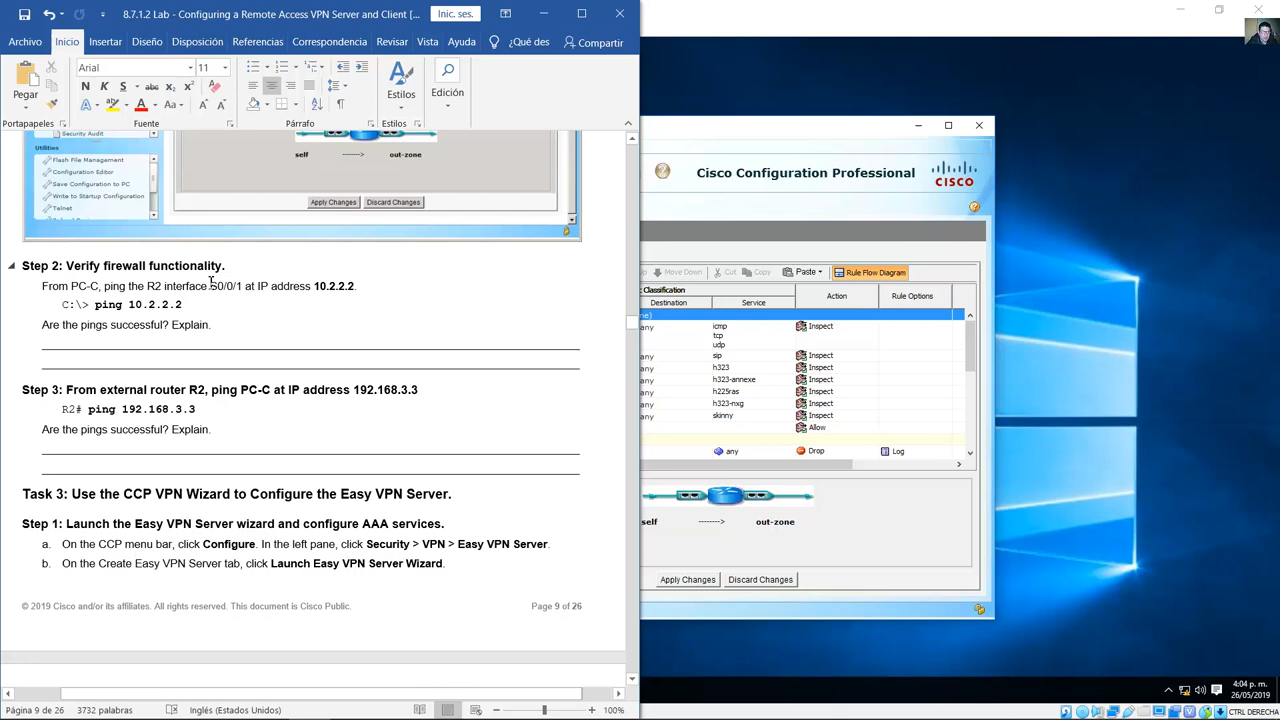 8.7.1.2 Lab - Configuring a Remote Access VPN Server and Client [...
Inic. ses.
Archivo Inicio Insertar Diseño Disposición Referencias Correspondencia Revisar Vista Ayuda ¿Qué des Compartir
Arial 11
Pegar
N K S abc x₂ x²
A Aa A A
Estilos
Edición
Portapapeles Fuente Párrafo Estilos
Security Audit
Utilities
Flash File Management
Configuration Editor
Save Configuration to PC
Write to Startup Configuration
Telnet
self -----> out-zone
Apply Changes Discard Changes
Step 2: Verify firewall functionality.
From PC-C, ping the R2 interface S0/0/1 at IP address 10.2.2.2.
C:\> ping 10.2.2.2
Are the pings successful? Explain.
Step 3: From external router R2, ping PC-C at IP address 192.168.3.3
R2# ping 192.168.3.3
Are the pings successful? Explain.
Task 3: Use the CCP VPN Wizard to Configure the Easy VPN Server.
Step 1: Launch the Easy VPN Server wizard and configure AAA services.
a. On the CCP menu bar, click Configure. In the left pane, click Security > VPN > Easy VPN Server.
b. On the Create Easy VPN Server tab, click Launch Easy VPN Server Wizard.
© 2019 Cisco and/or its affiliates. All rights reserved. This document is Cisco Public. Page 9 of 26
Página 9 de 26 3732 palabras Inglés (Estados Unidos) 100%
Cisco Configuration Professional
CISCO
Move Down Cut Copy Paste Rule Flow Diagram
Classification Action Rule Options
Destination Service
any icmp Inspect
tcp
udp
any sip Inspect
any h323 Inspect
any h323-annexe Inspect
any h225ras Inspect
any h323-nxg Inspect
any skinny Inspect
Allow
any Drop Log
self --------> out-zone
Apply Changes Discard Changes
4:04 p. m.
26/05/2019
CTRL DERECHA